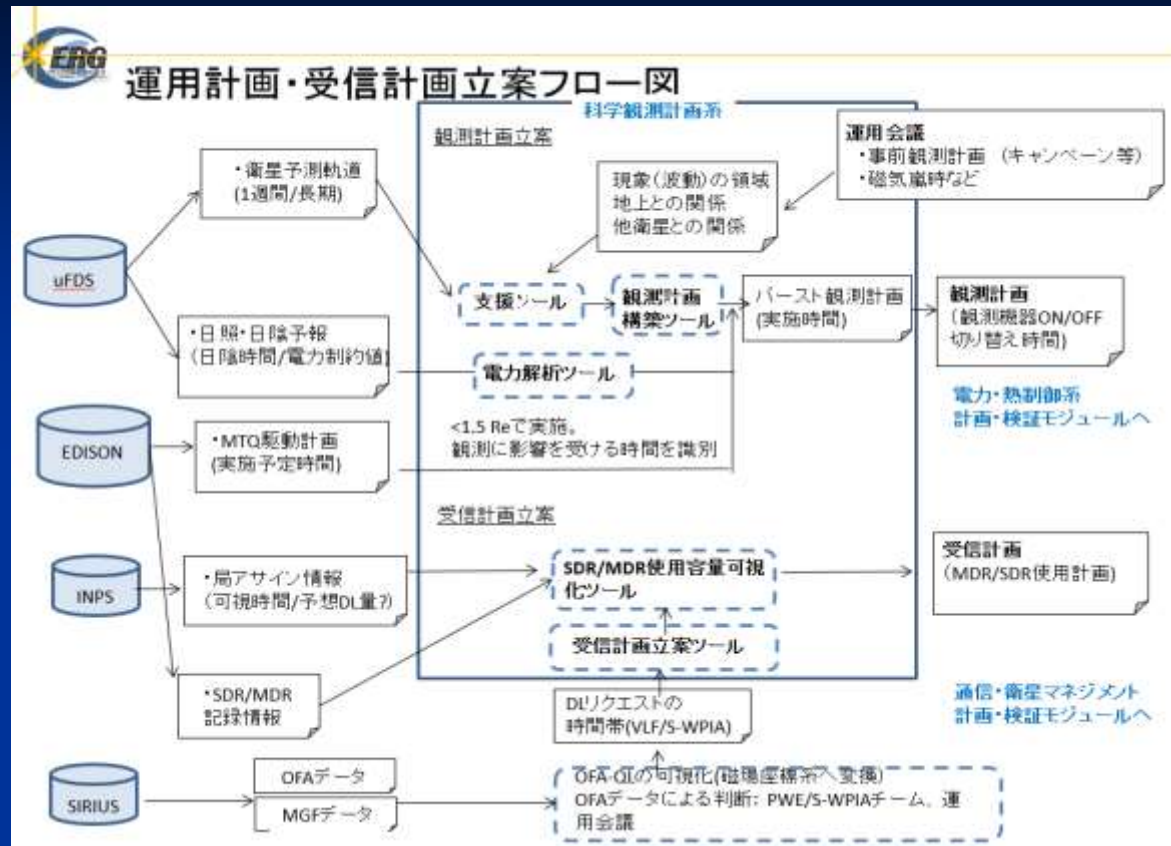 ERG
運用計画・受信計画立案フロー図
科学観測計画系
観測計画立案
運用会議
・事前観測計画 (キャンペーン等)
・磁気嵐時など
・衛星予測軌道
(1週間/長期)
現象(波動)の領域
地上との関係
他衛星との関係
uFDS
支援ツール
観測計画
構築ツール
バースト観測計画
(実施時間)
観測計画
(観測機器ON/OFF
切り替え時間)
・日照・日陰予報
(日陰時間/電力制約値)
電力解析ツール
電力・熱制御系
計画・検証モジュールへ
EDISON
・MTQ駆動計画
(実施予定時間)
<1.5 Reで実施。
観測に影響を受ける時間を識別
受信計画立案
INPS
・局アサイン情報
(可視時間/予想DL量?)
SDR/MDR使用容量可視
化ツール
受信計画
(MDR/SDR使用計画)
受信計画立案ツール
・SDR/MDR
記録情報
DLリクエストの
時間帯(VLF/S-WPIA)
通信・衛星マネジメント
計画・検証モジュールへ
SIRIUS
OFAデータ
MGFデータ
OFA-QLの可視化(磁場座標系へ変換)
OFAデータによる判断: PWE/S-WPIAチーム、運
用会議